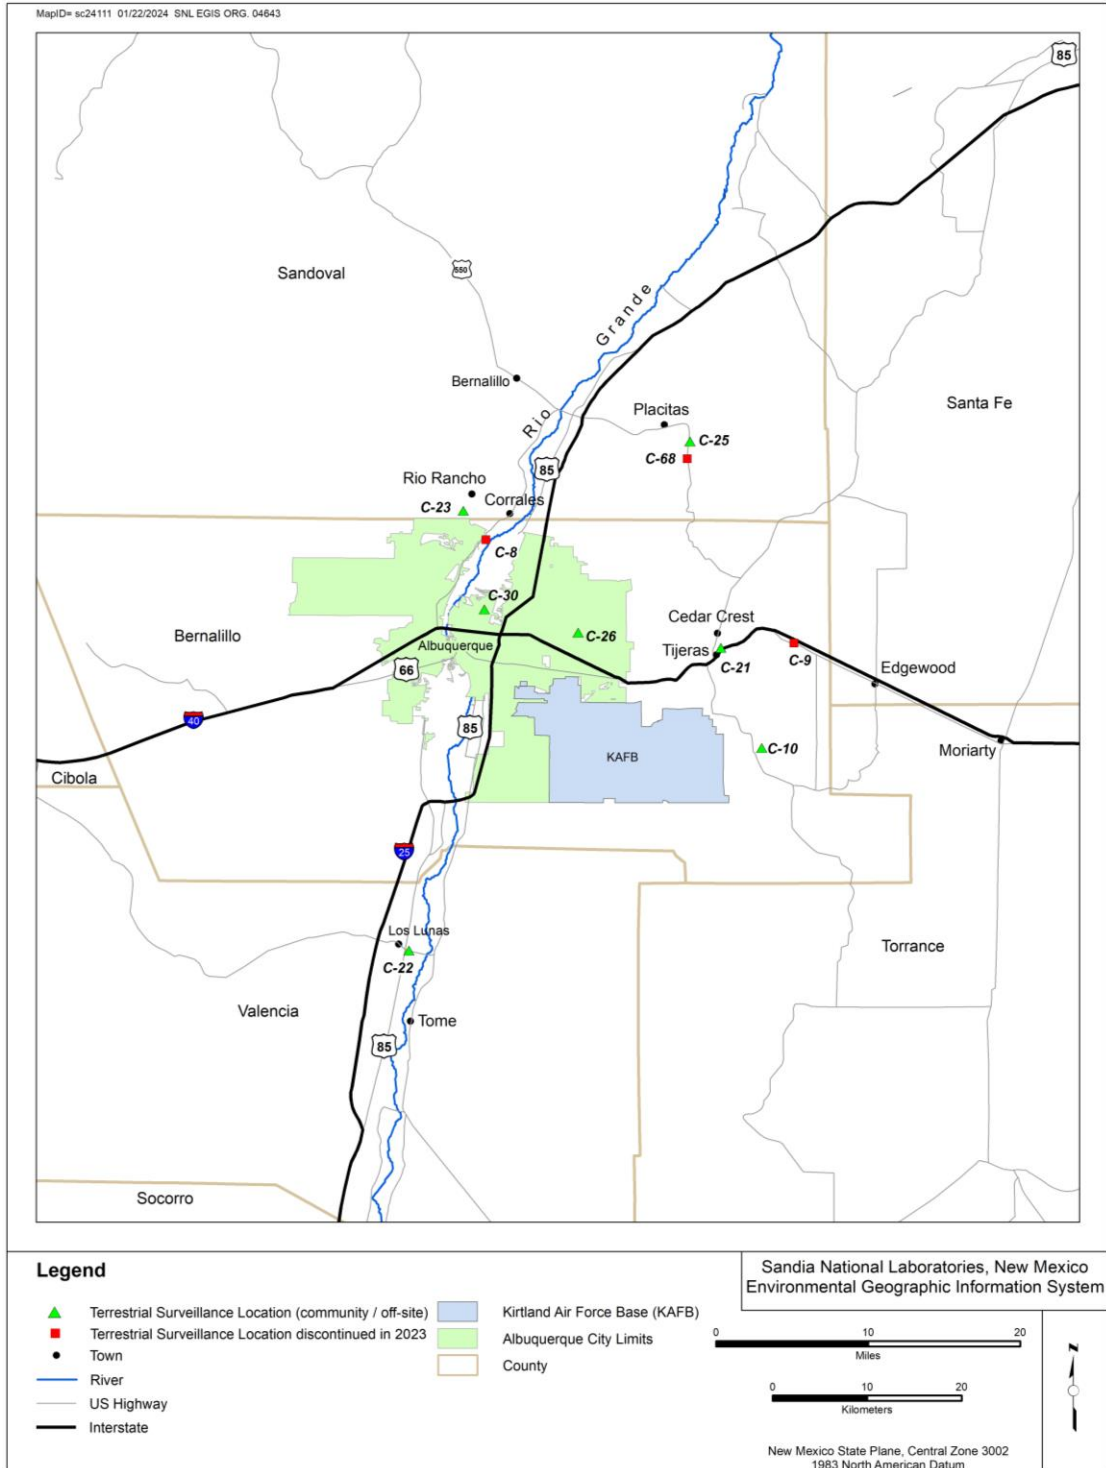 MapID= sc24111 01/22/2024 SNL EGIS ORG. 04643
85
550
Sandoval
Rio Grande
Bernalillo
Placitas
Santa Fe
C-25
C-68
85
Rio Rancho
Corrales
C-23
C-8
C-30
Cedar Crest
Bernalillo
C-26
Albuquerque
Tijeras
C-21
C-9
Edgewood
66
40
85
KAFB
C-10
Moriarty
Cibola
25
Los Lunas
C-22
Torrance
Valencia
Tome
85
Socorro
Legend
Terrestrial Surveillance Location (community / off-site)
Terrestrial Surveillance Location discontinued in 2023
Town
River
US Highway
Interstate
Kirtland Air Force Base (KAFB)
Albuquerque City Limits
County
Sandia National Laboratories, New Mexico
Environmental Geographic Information System
0 10 20
Miles
0 10 20
Kilometers
N
New Mexico State Plane, Central Zone 3002
1983 North American Datum